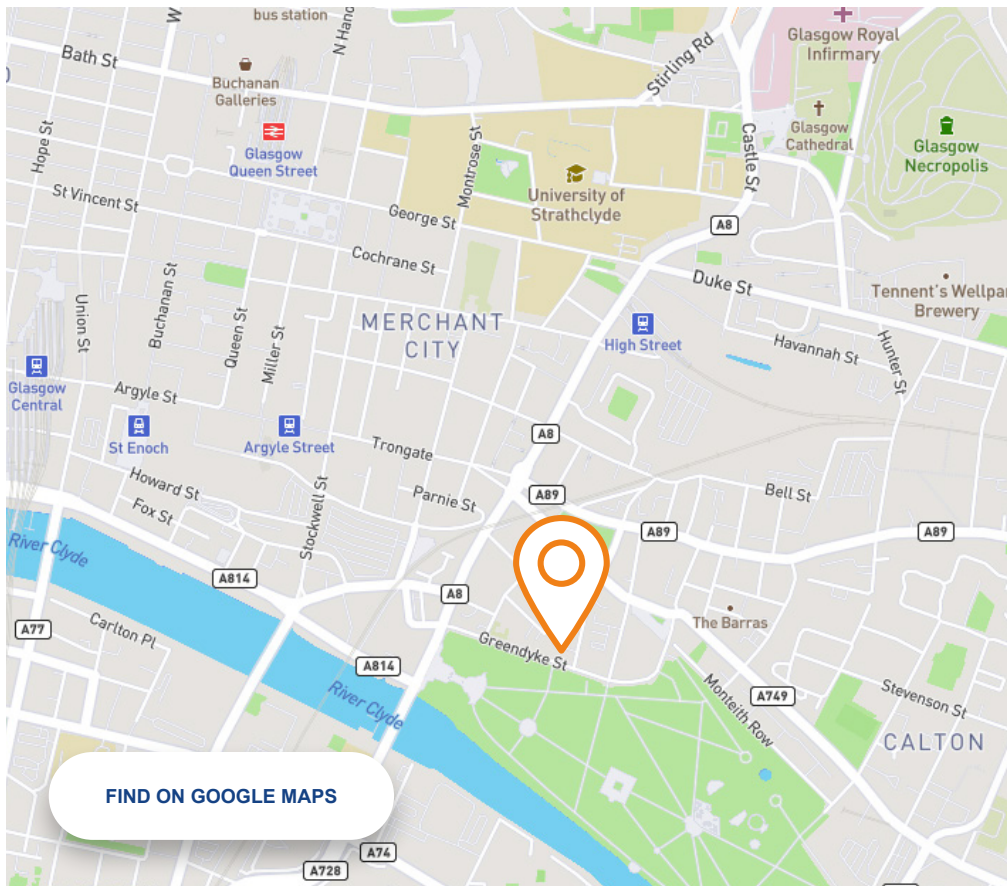 bus station
W
N Hand
Bath St
Buchanan
Galleries
Stirling Rd
Glasgow Royal
Infirmary
Hope St
Glasgow
Queen Street
Montrose St
Castle St
Glasgow
Cathedral
Glasgow
Necropolis
University of
Strathclyde
St Vincent St
George St
A8
Cochrane St
Duke St
Tennent's Wellpar
Brewery
Union St
Buchanan St
Queen St
Miller St
MERCHANT
CITY
High Street
Havannah St
Hunter St
Glasgow
Central
Argyle St
St Enoch
Argyle Street
Trongate
A8
Howard St
Fox St
Stockwell St
Parnie St
A89
Bell St
A89
A89
River Clyde
A814
A8
The Barras
A77
Carlton Pl
Greendyke St
A814
River Clyde
Monteith Row
A749
Stevenson St
CALTON
FIND ON GOOGLE MAPS
A74
A728